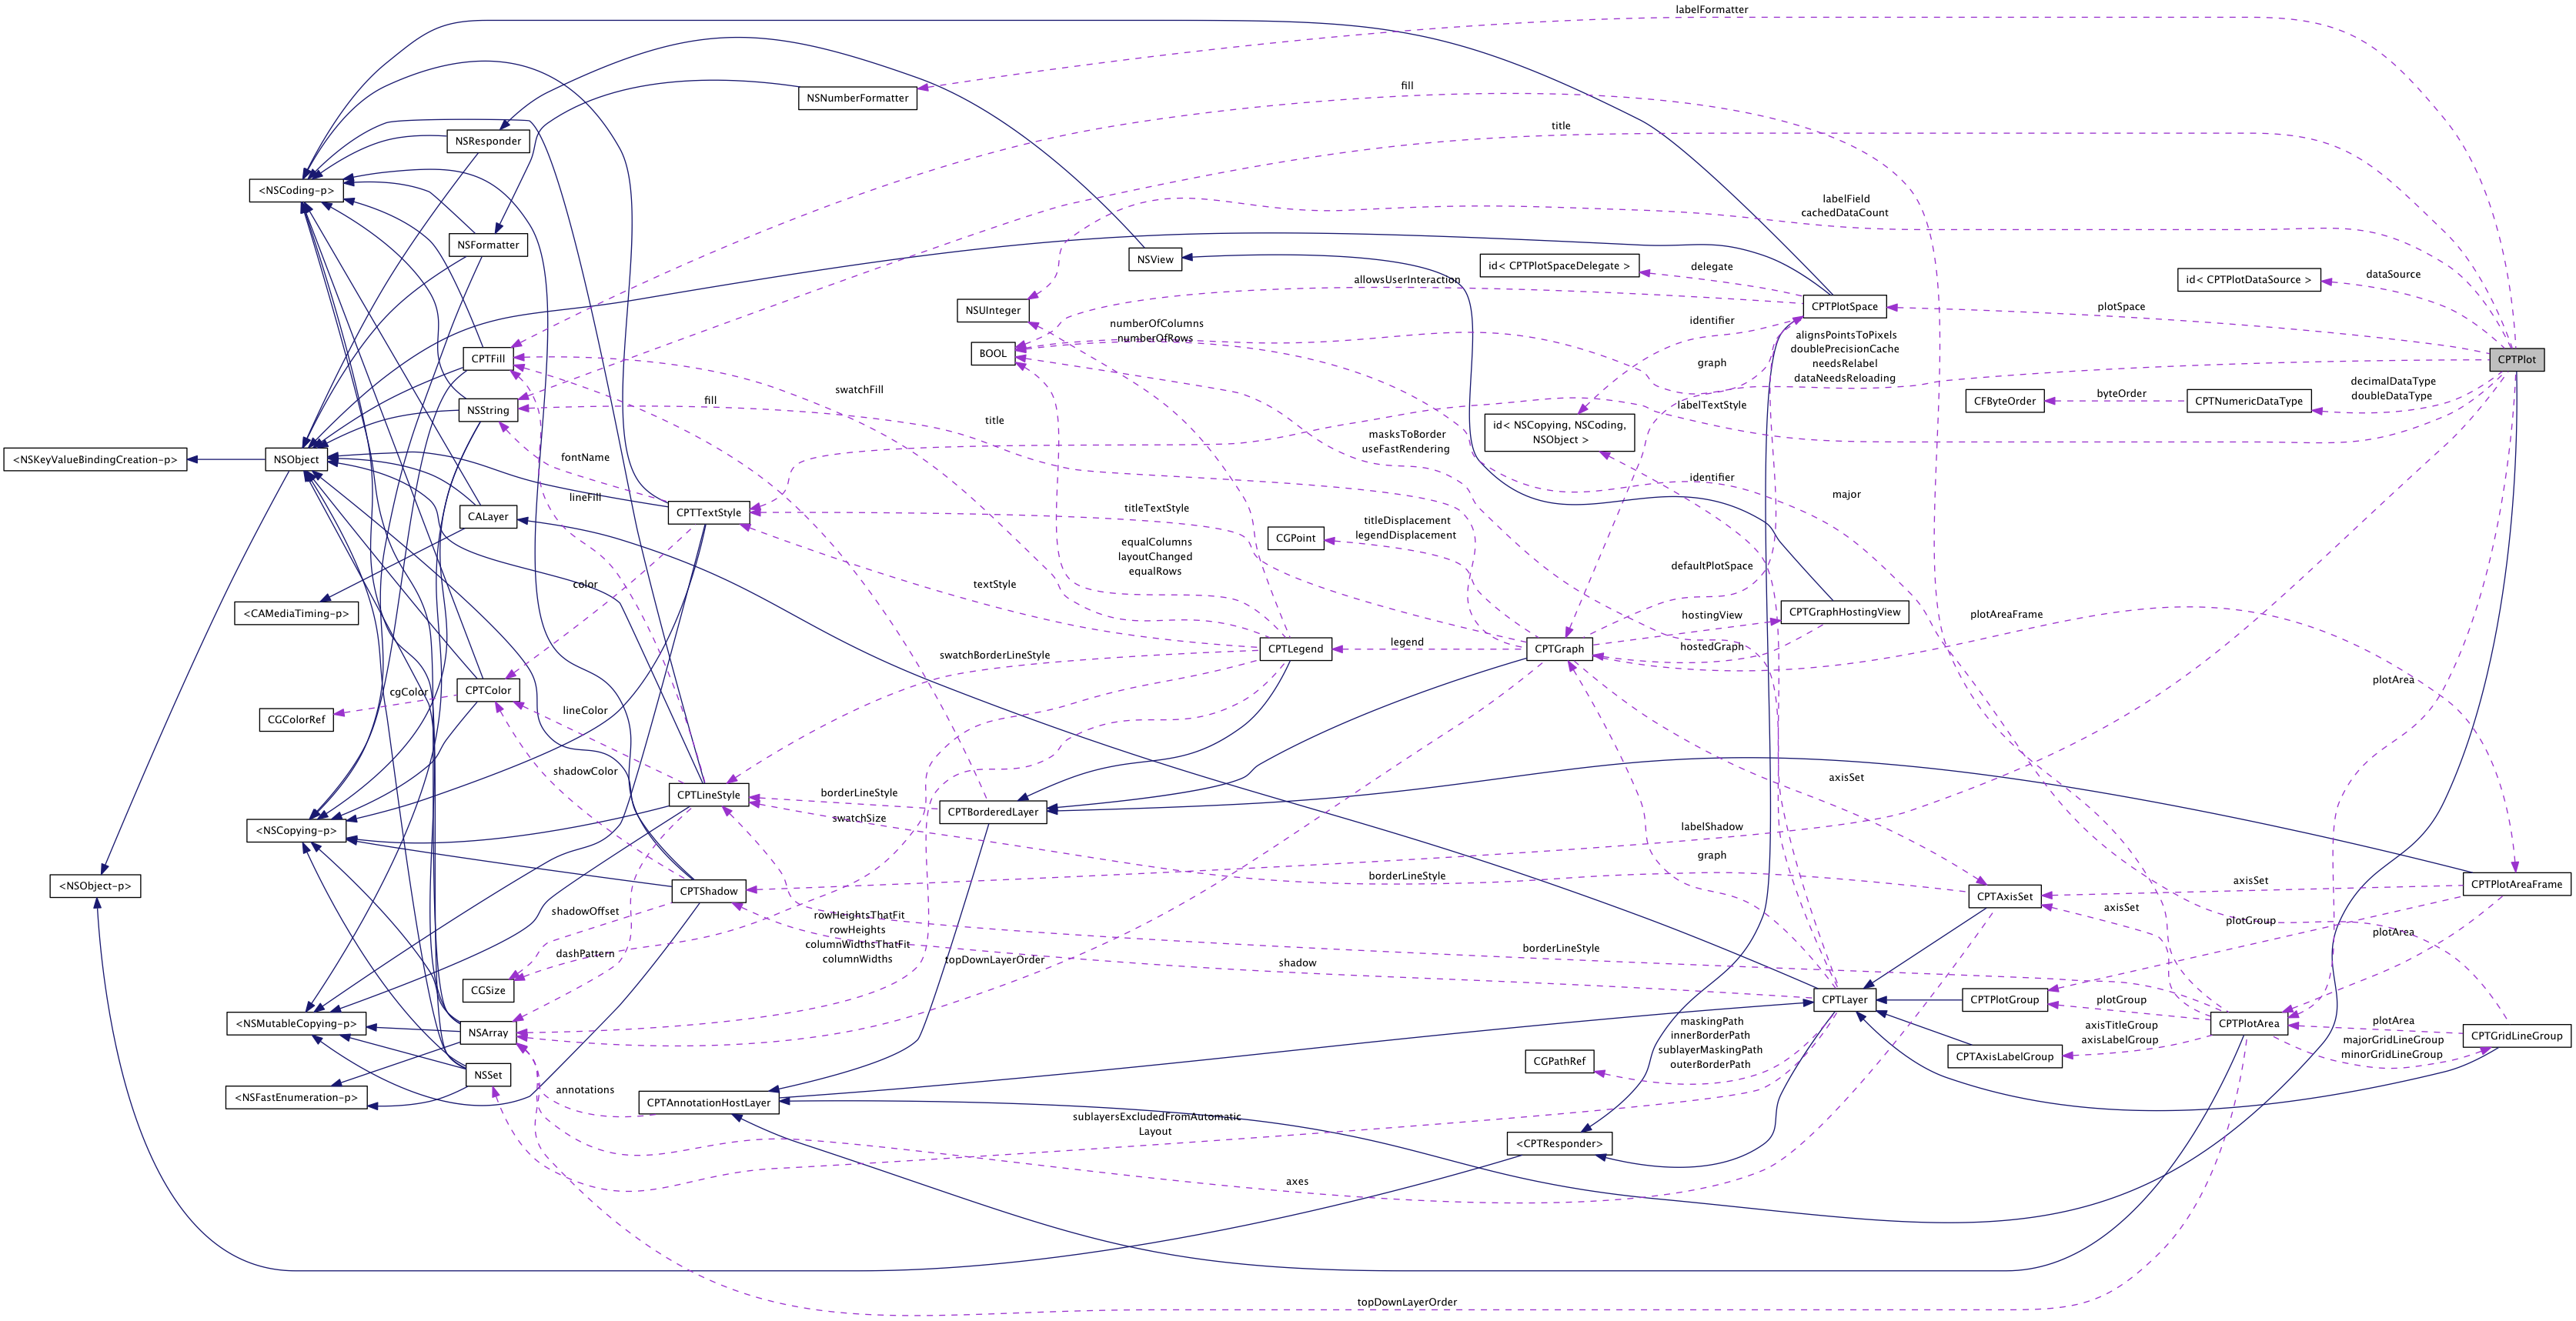 labelFormatter
fill
NSNumberFormatter
title
NSResponder
<NSCoding-p>
labelField
cachedDataCount
NSFormatter
NSView
id< CPTPlotSpaceDelegate >
delegate
dataSource
id< CPTPlotDataSource >
allowsUserInteraction
NSUInteger
CPTPlotSpace
plotSpace
numberOfColumns
numberOfRows
identifier
alignsPointsToPixels
doublePrecisionCache
needsRelabel
dataNeedsReloading
BOOL
CPTFill
graph
CPTPlot
swatchFill
fill
decimalDataType
doubleDataType
byteOrder
CFByteOrder
CPTNumericDataType
NSString
title
labelTextStyle
id< NSCopying, NSCoding,
NSObject >
masksToBorder
useFastRendering
<NSKeyValueBindingCreation-p>
NSObject
fontName
identifier
major
lineFill
CALayer
CPTTextStyle
titleTextStyle
titleDisplacement
legendDisplacement
CGPoint
equalColumns
layoutChanged
equalRows
defaultPlotSpace
color
textStyle
<CAMediaTiming-p>
CPTGraphHostingView
hostingView
plotAreaFrame
swatchBorderLineStyle
CPTLegend
legend
CPTGraph
hostedGraph
plotArea
CPTColor
cgColor
CGColorRef
lineColor
shadowColor
axisSet
CPTLineStyle
borderLineStyle
CPTBorderedLayer
swatchSize
<NSCopying-p>
labelShadow
graph
<NSObject-p>
CPTShadow
borderLineStyle
axisSet
CPTPlotAreaFrame
CPTAxisSet
axisSet
shadowOffset
rowHeightsThatFit
rowHeights
columnWidthsThatFit
columnWidths
plotGroup
plotArea
dashPattern
topDownLayerOrder
borderLineStyle
shadow
CGSize
CPTLayer
CPTPlotGroup
plotGroup
<NSMutableCopying-p>
NSArray
maskingPath
innerBorderPath
sublayerMaskingPath
outerBorderPath
axisTitleGroup
axisLabelGroup
CPTPlotArea
plotArea
CPTGridLineGroup
majorGridLineGroup
minorGridLineGroup
CGPathRef
CPTAxisLabelGroup
NSSet
<NSFastEnumeration-p>
annotations
CPTAnnotationHostLayer
sublayersExcludedFromAutomatic
Layout
<CPTResponder>
axes
topDownLayerOrder